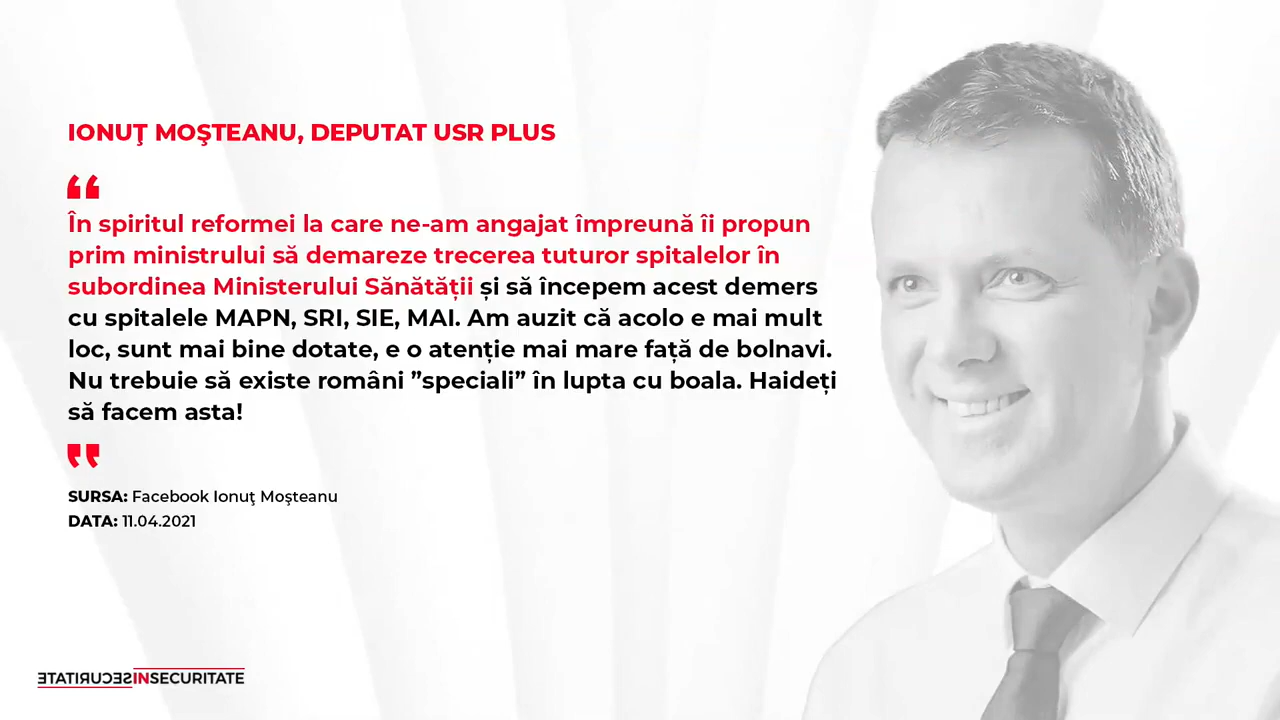 IONUŢ MOŞTEANU, DEPUTAT USR PLUS
“
În spiritul reformei la care ne-am angajat împreună îi propun
prim ministrului să demareze trecerea tuturor spitalelor în
subordinea Ministerului Sănătății și să începem acest demers
cu spitalele MAPN, SRI, SIE, MAI. Am auzit că acolo e mai mult
loc, sunt mai bine dotate, e o atenție mai mare față de bolnavi.
Nu trebuie să existe români ”speciali” în lupta cu boala. Haideți
să facem asta!
”
SURSA: Facebook Ionuţ Moşteanu
DATA: 11.04.2021
SECURITATEINSECURITATE